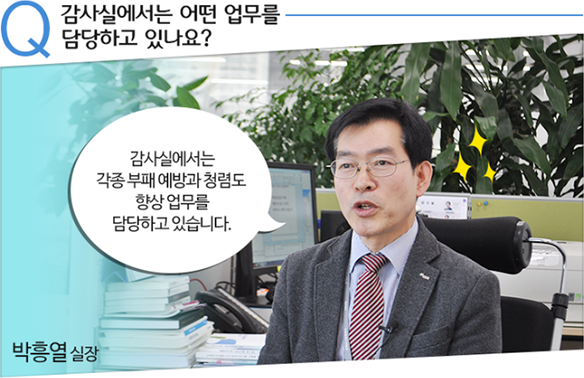 Q 감사실에서는 어떤 업무를
담당하고 있나요?
감사실에서는
각종 부패 예방과 청렴도
향상 업무를
담당하고 있습니다.
박흥열 실장